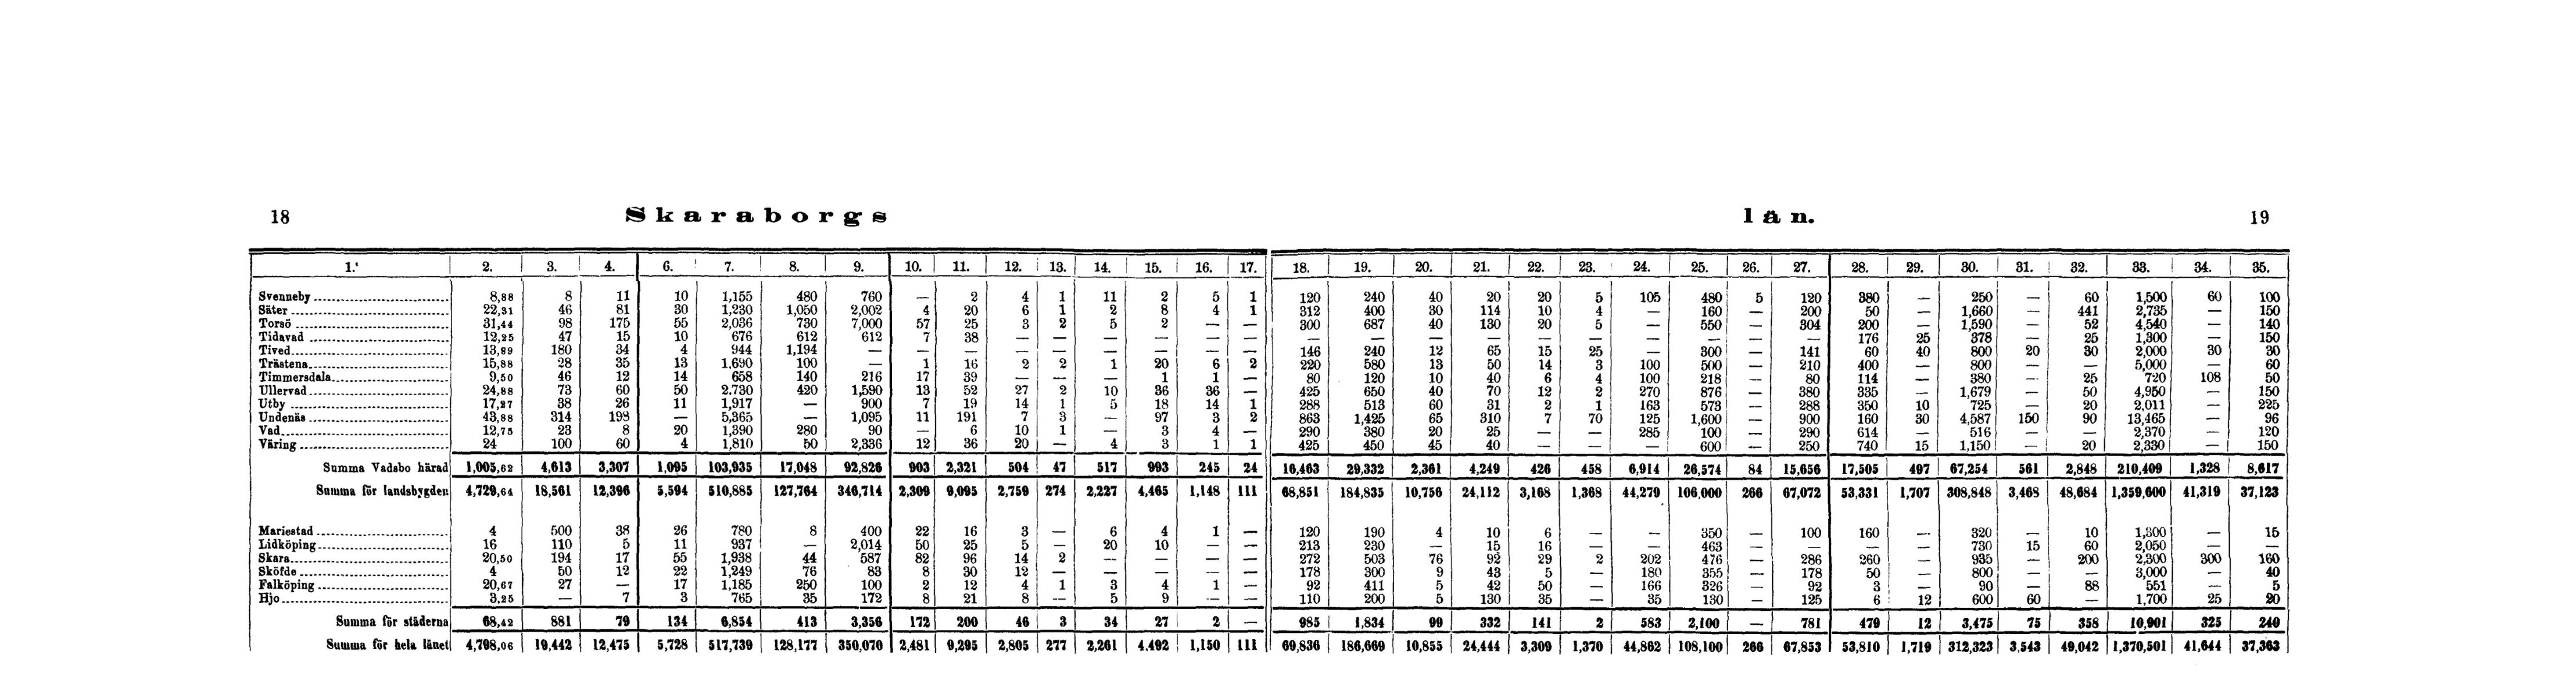 18 Skaraborgs län. 19
1. 2. 3. 4. 6. 7. 8. 9. 10. 11. 12. 13. 14. 15. 16. 17. 18. 19. 20. 21. 22. 23. 24. 25. 26. 27. 28. 29. 30. 31. 32. 33. 34. 35.
Svenneby 8,88 8 11 10 1,155 480 760 — 2 4 1 11 2 5 1 120 240 40 20 20 5 105 480 5 120 380 — 250 — 60 1,500 60 100
Säter 22,31 46 81 30 1,230 1,050 2,002 4 20 6 1 2 8 4 1 312 400 30 114 10 4 — 160 — 200 50 — 1,660 — 441 2,735 — 150
Torsö 31,44 98 175 55 2,036 730 7,000 57 25 3 2 5 2 — — 300 687 40 130 20 5 — 550 — 304 200 — 1,590 — 52 4,540 — 140
Tidavad 12,25 47 15 10 676 612 612 7 38 — — — — — — — — — — — — — — — — 176 25 378 — 25 1,300 — 150
Tived 13,89 180 34 4 944 1,194 — — — — — — — — — 146 240 12 65 15 25 — 300 — 141 60 40 800 20 30 2,000 30 30
Trästena 15,88 28 35 13 1,690 100 — 1 16 2 2 1 20 6 2 220 580 13 50 14 3 100 500 — 210 400 — 800 — — 5,000 — 60
Timmersdala 9,50 46 12 14 658 140 216 17 39 — — — 1 1 — 80 120 10 40 6 4 100 218 — 80 114 — 380 — 25 720 108 50
Ullervad 24,88 73 60 50 2,730 420 1,590 13 52 27 2 10 36 36 — 425 650 40 70 12 2 270 876 — 380 335 — 1,679 — 50 4,950 — 150
Utby 17,27 38 26 11 1,917 — 900 7 19 14 1 5 18 14 1 288 513 60 31 2 1 163 573 — 288 350 10 725 — 20 2,011 — 225
Undenäs 43,88 314 198 — 5,365 — 1,095 11 191 7 3 — 97 3 2 863 1,425 65 310 7 70 125 1,600 — 900 160 30 4,587 150 90 13,465 — 96
Vad 12,75 23 8 20 1,390 280 90 — 6 10 1 — 3 4 — 290 380 20 25 — — 285 100 — 290 614 — 516 — — 2,370 — 120
Väring 24 100 60 4 1,810 50 2,336 12 36 20 — 4 3 1 1 425 450 45 40 — — — 600 — 250 740 15 1,150 — 20 2,330 — 150
Summa Vadsbo härad 1,005,62 4,613 3,307 1,095 103,935 17,048 92,826 903 2,321 504 47 517 993 245 24 16,463 29,332 2,361 4,249 426 458 6,914 26,574 84 15,656 17,505 497 67,254 561 2,848 210,409 1,328 8,617
Summa för landsbygden 4,729,64 18,561 12,396 5,594 510,885 127,764 346,714 2,309 9,095 2,759 274 2,227 4,465 1,148 111 68,851 184,835 10,756 24,112 3,168 1,368 44,279 106,000 266 67,072 53,331 1,707 308,848 3,468 48,684 1,359,600 41,319 37,123
Mariestad 4 500 38 26 780 8 400 22 16 3 — 6 4 1 — 120 190 4 10 6 — — 350 — 100 160 — 320 — 10 1,300 — 15
Lidköping 16 110 5 11 937 — 2,014 50 25 5 — 20 10 — — 213 230 — 15 16 — — 463 — — — — 730 15 60 2,050 — —
Skara 20,50 194 17 55 1,938 44 587 82 96 14 2 — — — — 272 503 76 92 29 2 202 476 — 286 260 — 935 — 200 2,300 300 160
Sköfde 4 50 12 22 1,249 76 83 8 30 12 — — — — — 178 300 9 43 5 — 180 355 — 178 50 — 800 — — 3,000 — 40
Falköping 20,67 27 — 17 1,185 250 100 2 12 4 1 3 4 1 — 92 411 5 42 50 — 166 326 — 92 3 — 90 — 88 551 — 5
Hjo 3,25 — 7 3 765 35 172 8 21 8 — 5 9 — — 110 200 5 130 35 — 35 130 — 125 6 12 600 60 — 1,700 25 20
Summa för städerna 68,42 881 79 134 6,854 413 3,356 172 200 46 3 34 27 2 — 985 1,834 99 332 141 2 583 2,100 — 781 479 12 3,475 75 358 10,901 325 240
Summa för hela länet 4,798,06 19,442 12,475 5,728 517,739 128,177 350,070 2,481 9,295 2,805 277 2,261 4,492 1,150 111 69,836 186,669 10,855 24,444 3,309 1,370 44,862 108,100 266 67,853 53,810 1,719 312,323 3,543 49,042 1,370,501 41,644 37,363